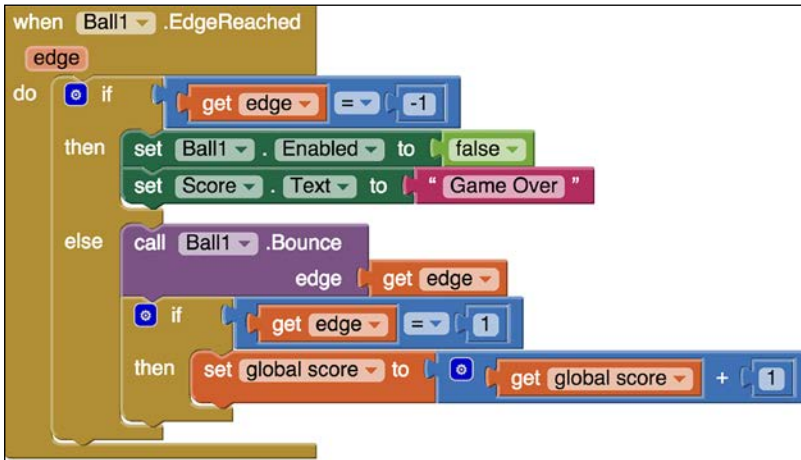 when Ball1 .EdgeReached
edge
do if get edge = -1
then set Ball1 . Enabled to false
set Score . Text to " Game Over "
else call Ball1 .Bounce
edge get edge
if get edge = 1
then set global score to get global score + 1